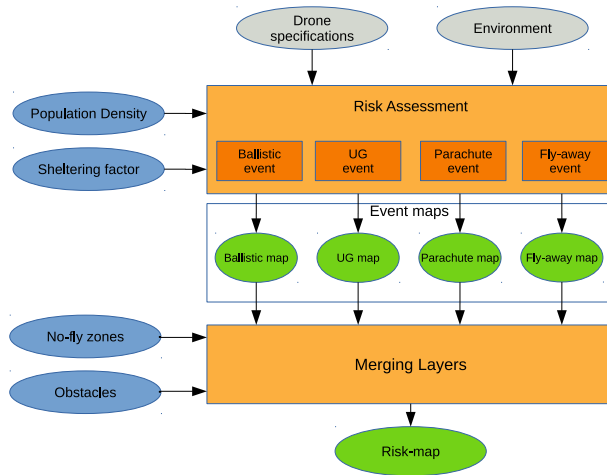 Drone
specifications
Environment
Population Density
Risk Assessment
Sheltering factor
Ballistic
event
UG
event
Parachute
event
Fly-away
event
Event maps
Ballistic map
UG map
Parachute map
Fly-away map
No-fly zones
Merging Layers
Obstacles
Risk-map